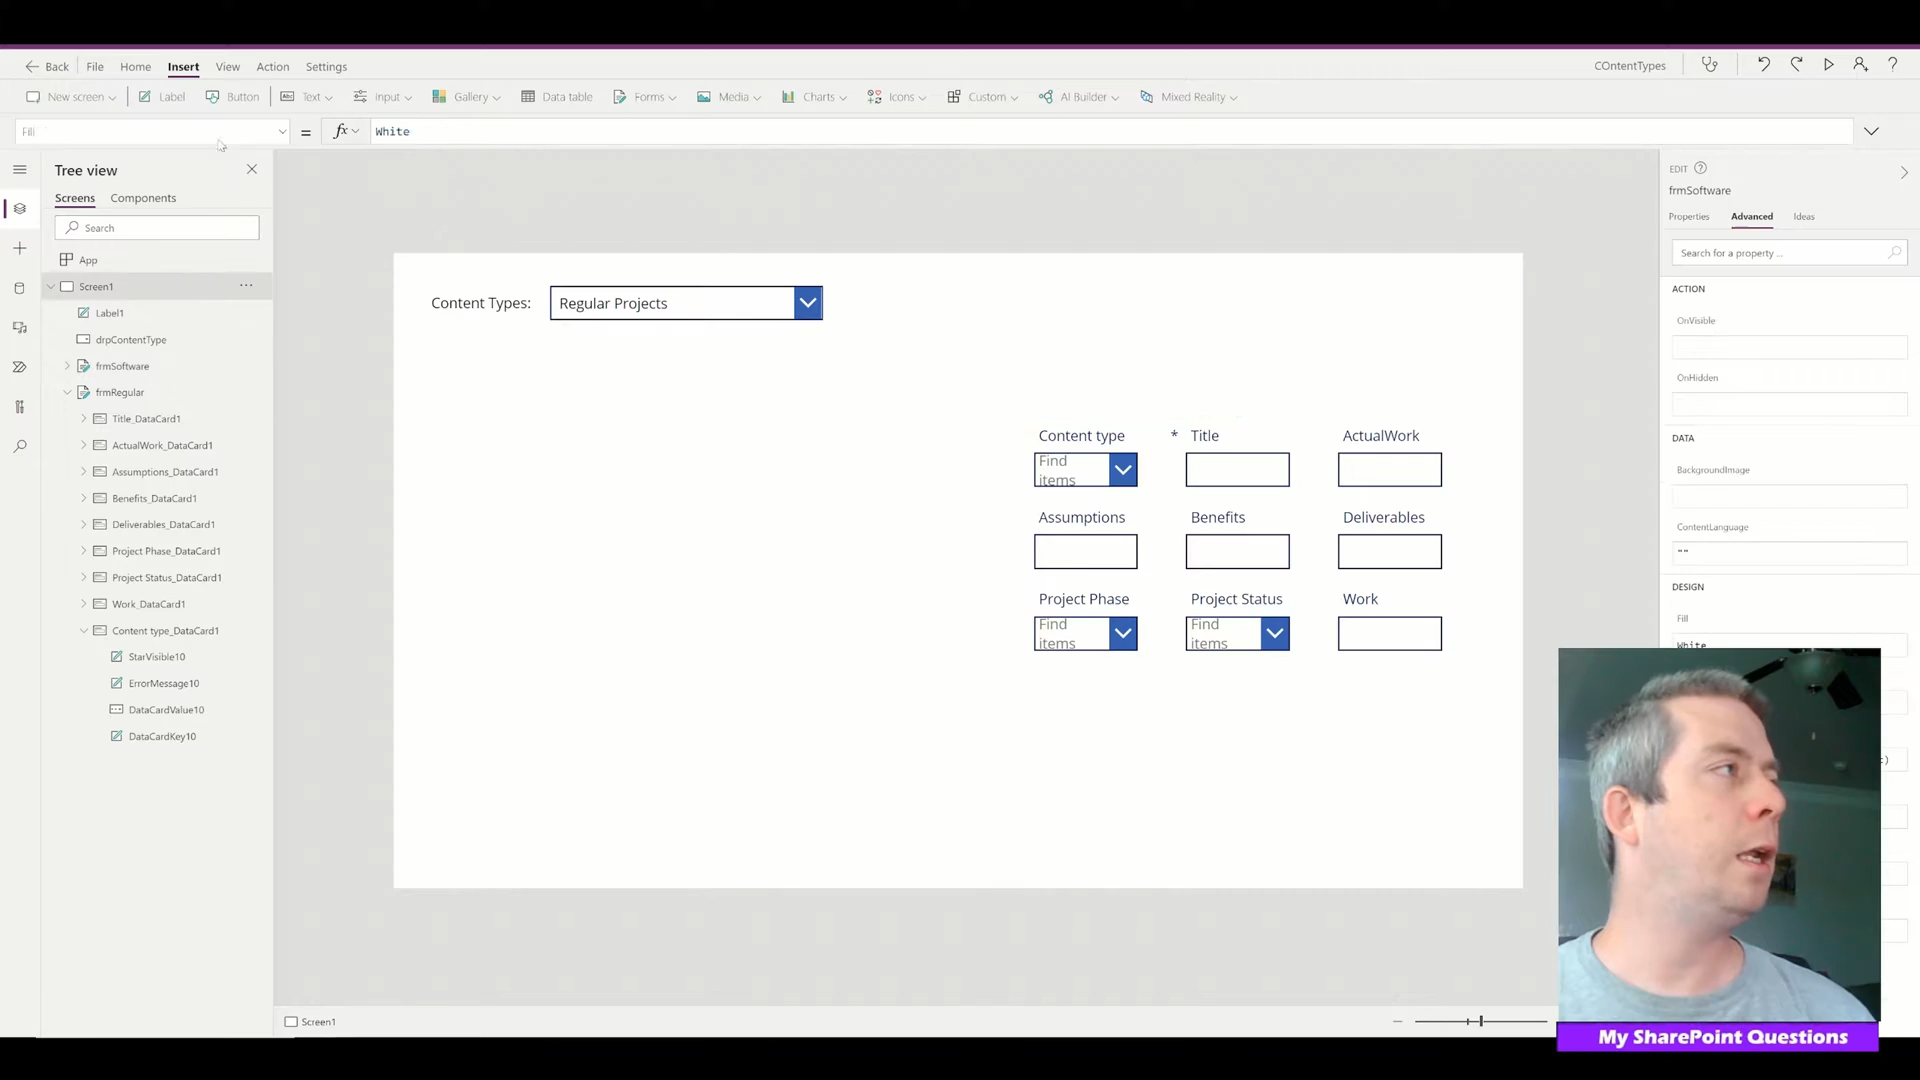 Back File Home Insert View Action Settings COntentTypes ?
New screen Label Button Abc Text Input Gallery Data table Forms Media Charts Icons Custom AI Builder Mixed Reality
Fill = fx White
Tree view
Screens Components
Search
App
Screen1
Label1
drpContentType
frmSoftware
frmRegular
Title_DataCard1
ActualWork_DataCard1
Assumptions_DataCard1
Benefits_DataCard1
Deliverables_DataCard1
Project Phase_DataCard1
Project Status_DataCard1
Work_DataCard1
Content type_DataCard1
StarVisible10
ErrorMessage10
DataCardValue10
DataCardKey10
Content Types: Regular Projects
Content type * Title ActualWork
Find
items
Assumptions Benefits Deliverables
Project Phase Project Status Work
Find Find
items items
Screen1
EDIT ?
frmSoftware
Properties Advanced Ideas
Search for a property ...
ACTION
OnVisible
OnHidden
DATA
BackgroundImage
ContentLanguage
""
DESIGN
Fill
White
My SharePoint Questions